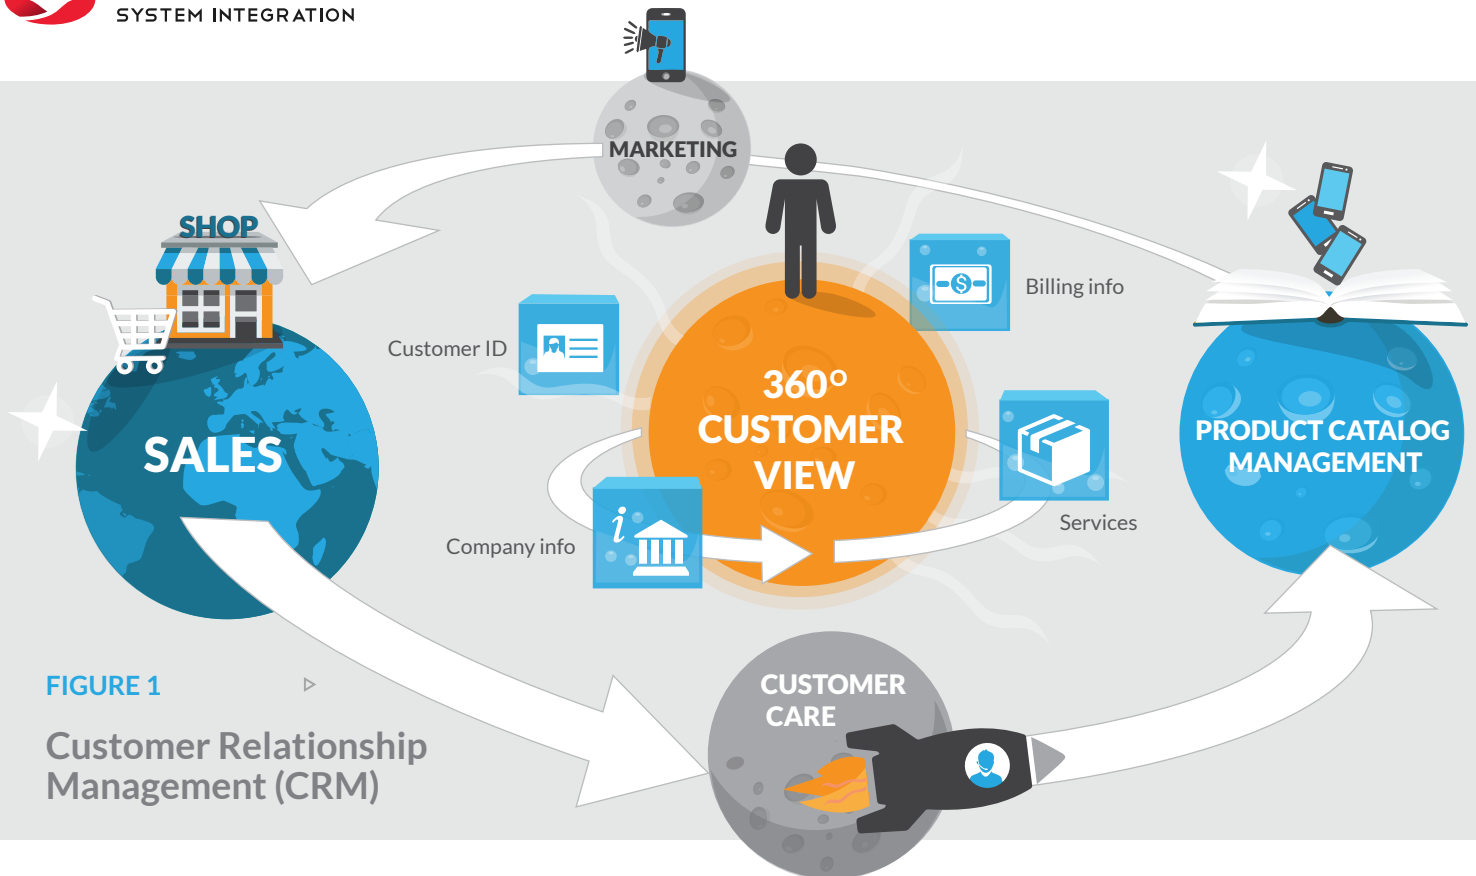 SYSTEM INTEGRATION
MARKETING
SHOP
Billing info
Customer ID
360°
CUSTOMER
VIEW
SALES
PRODUCT CATALOG
MANAGEMENT
i
Services
Company info
CUSTOMER
CARE
FIGURE 1
Customer Relationship
Management (CRM)
$